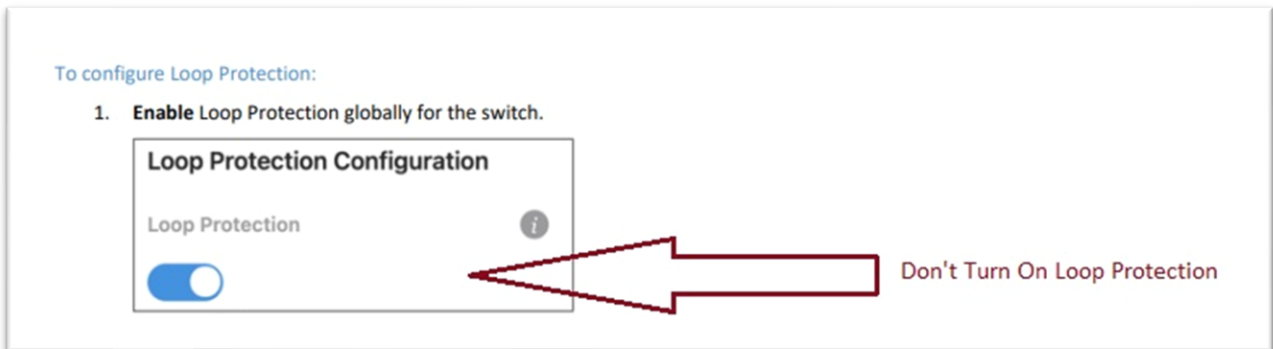 To configure Loop Protection:
1. Enable Loop Protection globally for the switch.
Loop Protection Configuration
Loop Protection
i
Don't Turn On Loop Protection